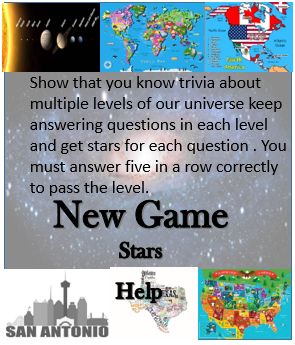 North
America
Show that you know trivia about
multiple levels of our universe keep
answering questions in each level
and get stars for each question . You
must answer five in a row correctly
to pass the level.
New Game
Stars
Help
SAN ANTONIO